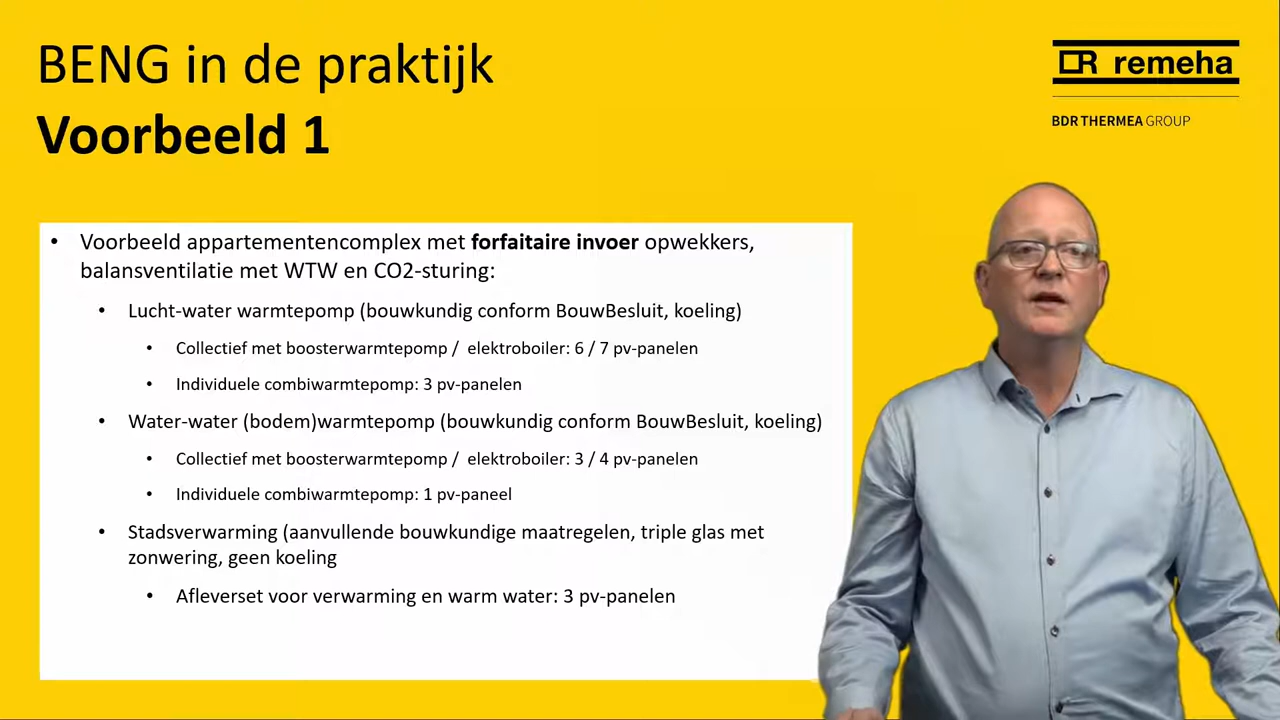 BENG in de praktijk
Voorbeeld 1
remeha
BDR THERMEA GROUP
• Voorbeeld appartementencomplex met forfaitaire invoer opwekkers,
balansventilatie met WTW en CO2-sturing:
• Lucht-water warmtepomp (bouwkundig conform BouwBesluit, koeling)
• Collectief met boosterwarmtepomp / elektroboiler: 6 / 7 pv-panelen
• Individuele combiwarmtepomp: 3 pv-panelen
• Water-water (bodem)warmtepomp (bouwkundig conform BouwBesluit, koeling)
• Collectief met boosterwarmtepomp / elektroboiler: 3 / 4 pv-panelen
• Individuele combiwarmtepomp: 1 pv-paneel
• Stadsverwarming (aanvullende bouwkundige maatregelen, triple glas met
zonwering, geen koeling
• Afleverset voor verwarming en warm water: 3 pv-panelen